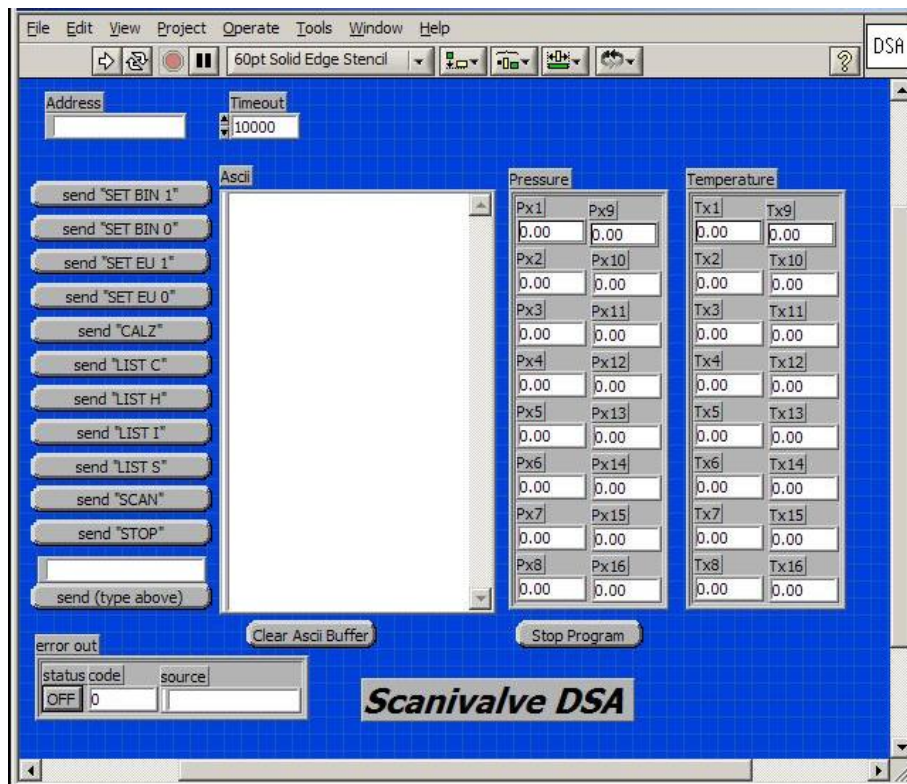 File Edit View Project Operate Tools Window Help
60pt Solid Edge Stencil
?
DSA
Address
Timeout
10000
send "SET BIN 1"
send "SET BIN 0"
send "SET EU 1"
send "SET EU 0"
send "CALZ"
send "LIST C"
send "LIST H"
send "LIST I"
send "LIST S"
send "SCAN"
send "STOP"
send (type above)
Ascii
Clear Ascii Buffer
Pressure
Px1 Px9
0.00 0.00
Px2 Px10
0.00 0.00
Px3 Px11
0.00 0.00
Px4 Px12
0.00 0.00
Px5 Px13
0.00 0.00
Px6 Px14
0.00 0.00
Px7 Px15
0.00 0.00
Px8 Px16
0.00 0.00
Stop Program
Temperature
Tx1 Tx9
0.00 0.00
Tx2 Tx10
0.00 0.00
Tx3 Tx11
0.00 0.00
Tx4 Tx12
0.00 0.00
Tx5 Tx13
0.00 0.00
Tx6 Tx14
0.00 0.00
Tx7 Tx15
0.00 0.00
Tx8 Tx16
0.00 0.00
error out
status code source
OFF 0
Scanivalve DSA